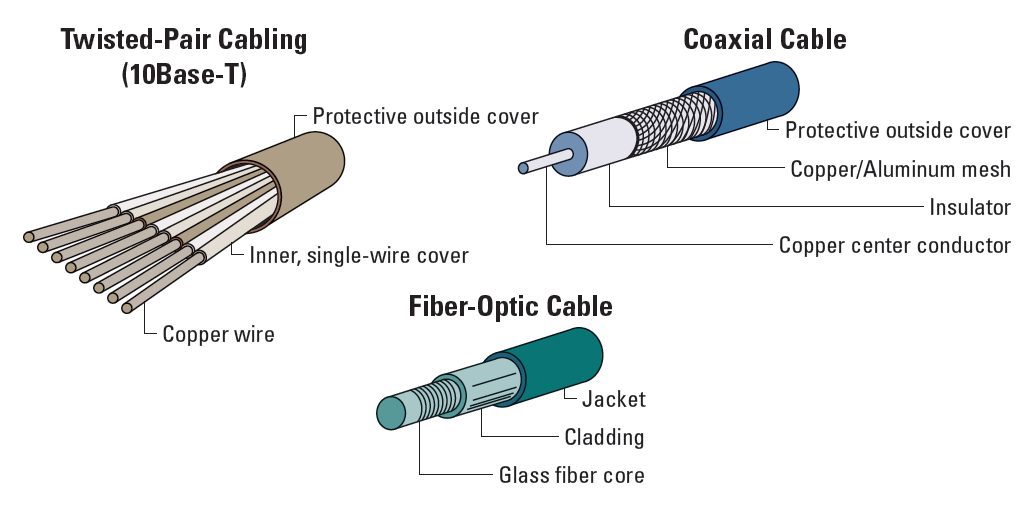 Twisted-Pair Cabling
(10Base-T)
Protective outside cover
Inner, single-wire cover
Copper wire
Coaxial Cable
Protective outside cover
Copper/Aluminum mesh
Insulator
Copper center conductor
Fiber-Optic Cable
Jacket
Cladding
Glass fiber core